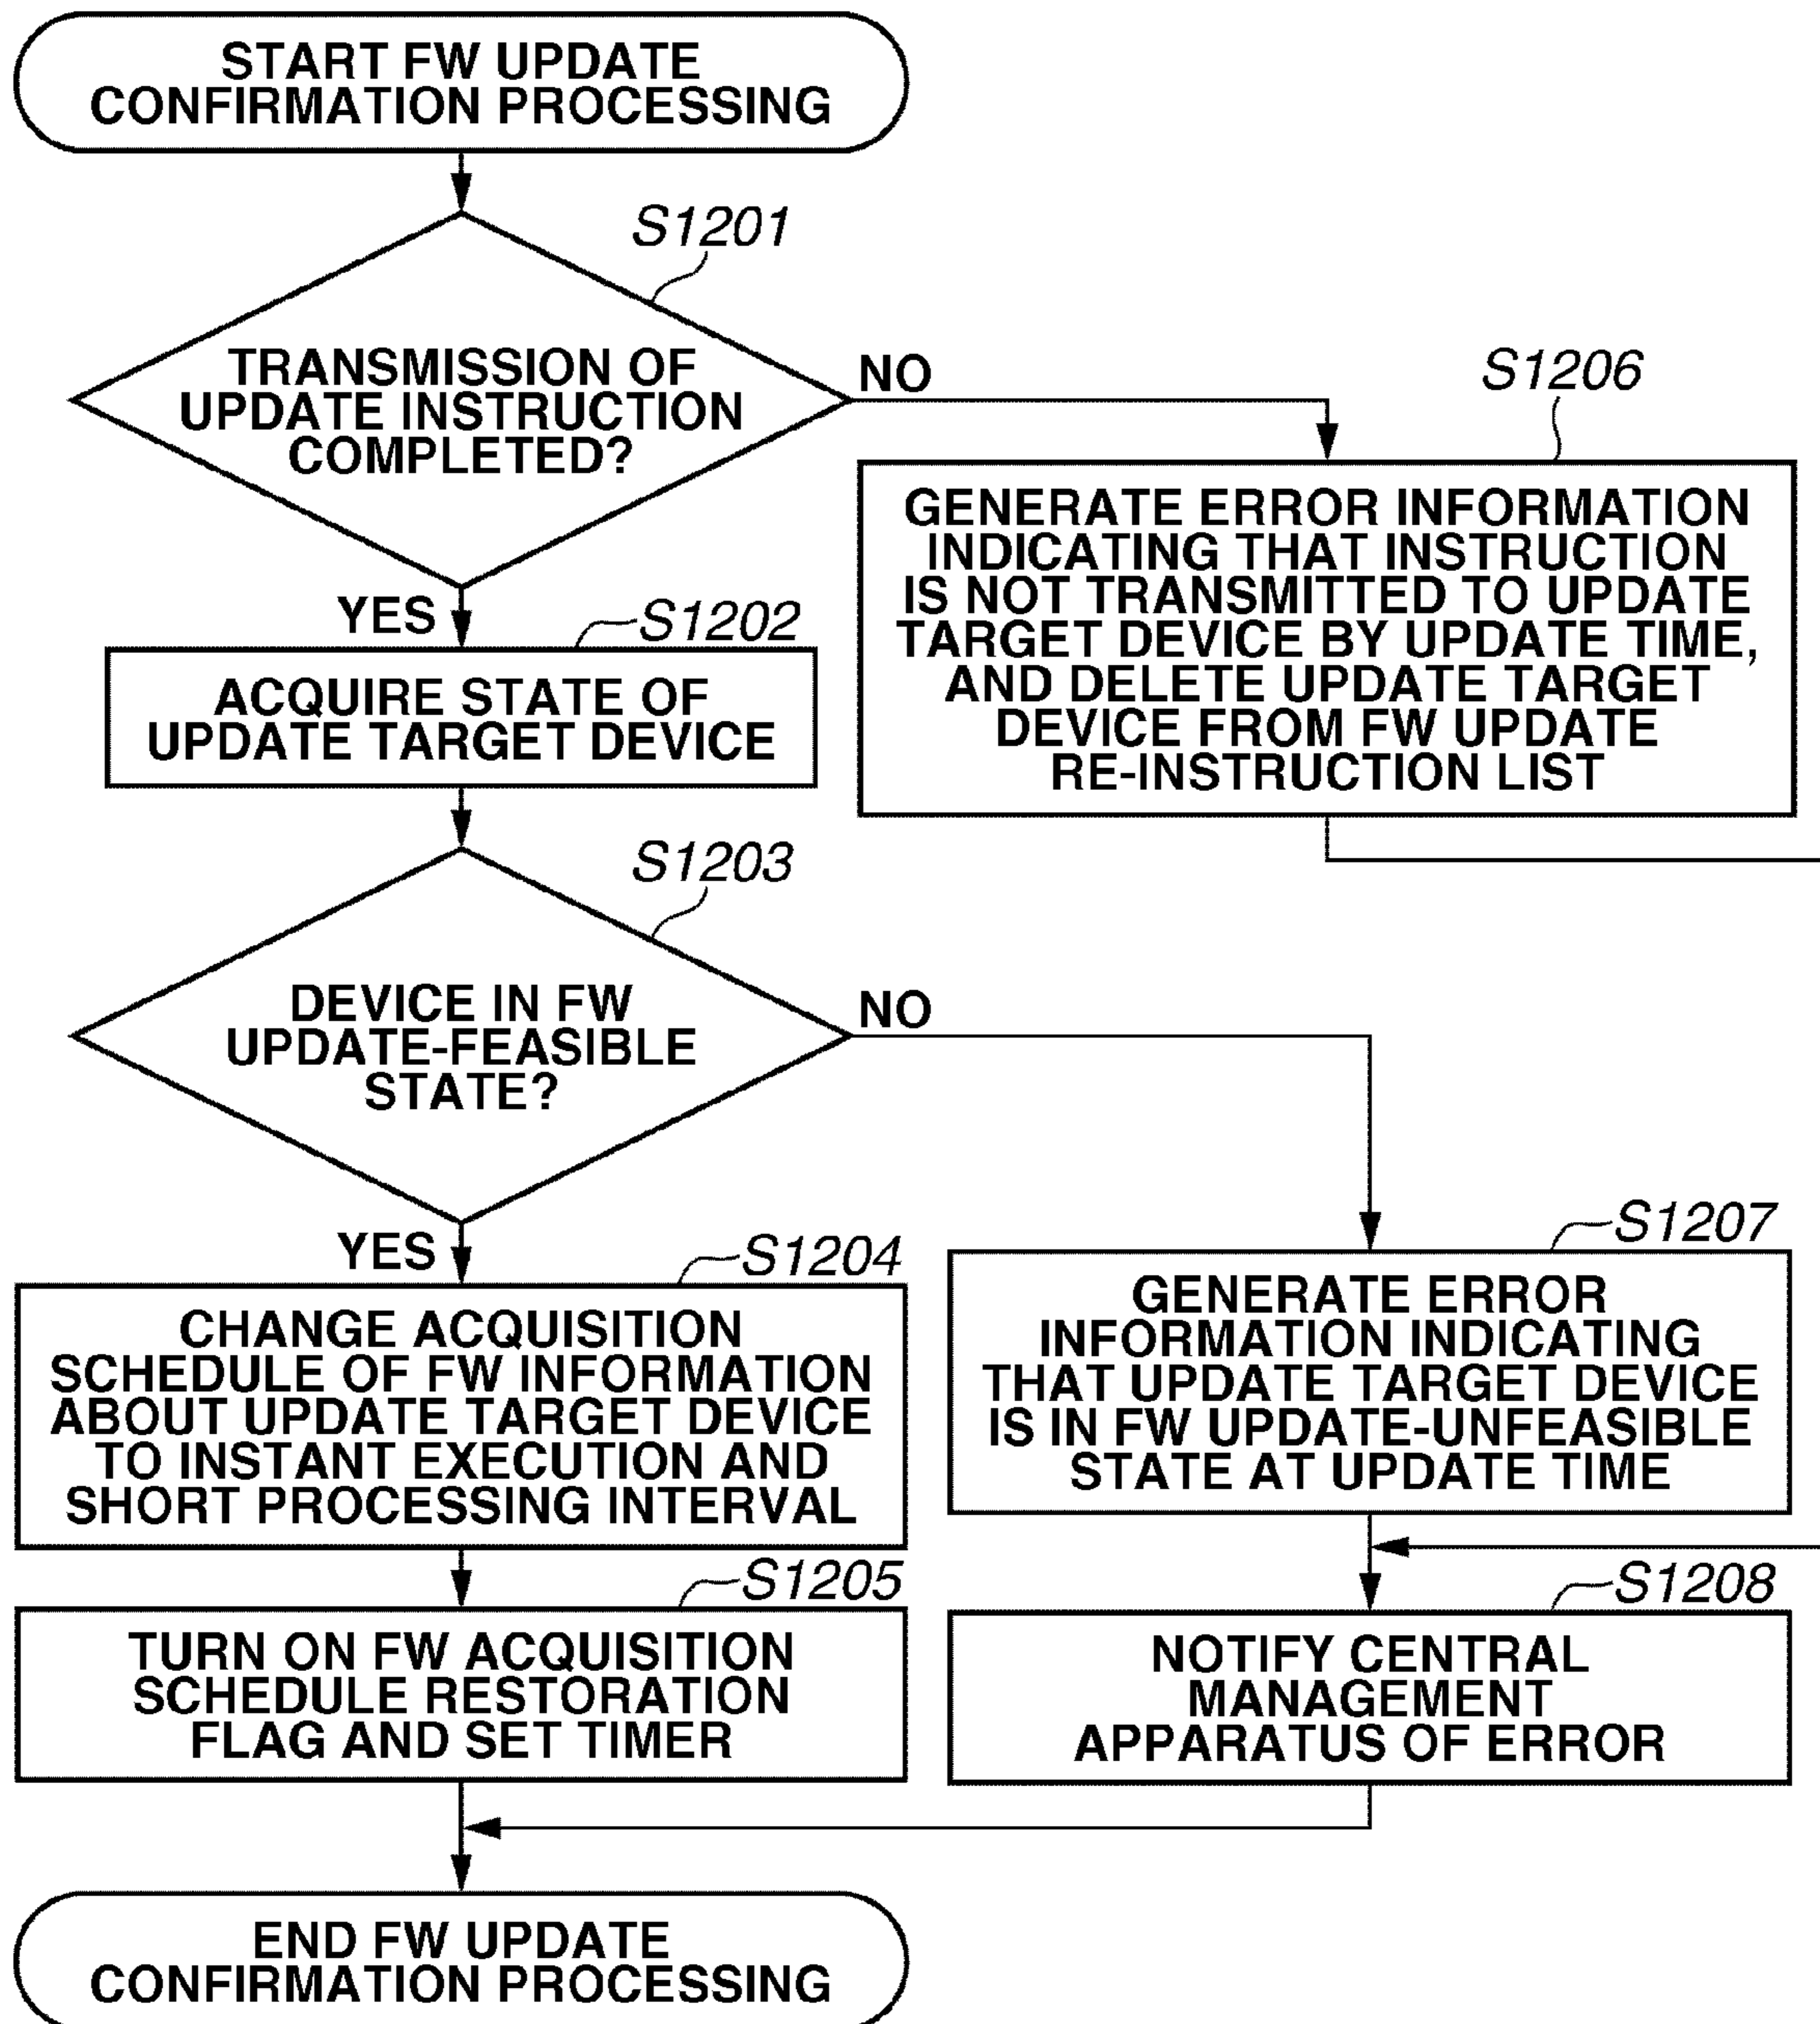 START FW UPDATE
CONFIRMATION PROCESSING
S1201
TRANSMISSION OF
UPDATE INSTRUCTION
COMPLETED?
NO
YES
S1206
GENERATE ERROR INFORMATION
INDICATING THAT INSTRUCTION
IS NOT TRANSMITTED TO UPDATE
TARGET DEVICE BY UPDATE TIME,
AND DELETE UPDATE TARGET
DEVICE FROM FW UPDATE
RE-INSTRUCTION LIST
S1202
ACQUIRE STATE OF
UPDATE TARGET DEVICE
S1203
DEVICE IN FW
UPDATE-FEASIBLE
STATE?
NO
YES
S1204
CHANGE ACQUISITION
SCHEDULE OF FW INFORMATION
ABOUT UPDATE TARGET DEVICE
TO INSTANT EXECUTION AND
SHORT PROCESSING INTERVAL
S1207
GENERATE ERROR
INFORMATION INDICATING
THAT UPDATE TARGET DEVICE
IS IN FW UPDATE-UNFEASIBLE
STATE AT UPDATE TIME
S1205
TURN ON FW ACQUISITION
SCHEDULE RESTORATION
FLAG AND SET TIMER
S1208
NOTIFY CENTRAL
MANAGEMENT
APPARATUS OF ERROR
END FW UPDATE
CONFIRMATION PROCESSING